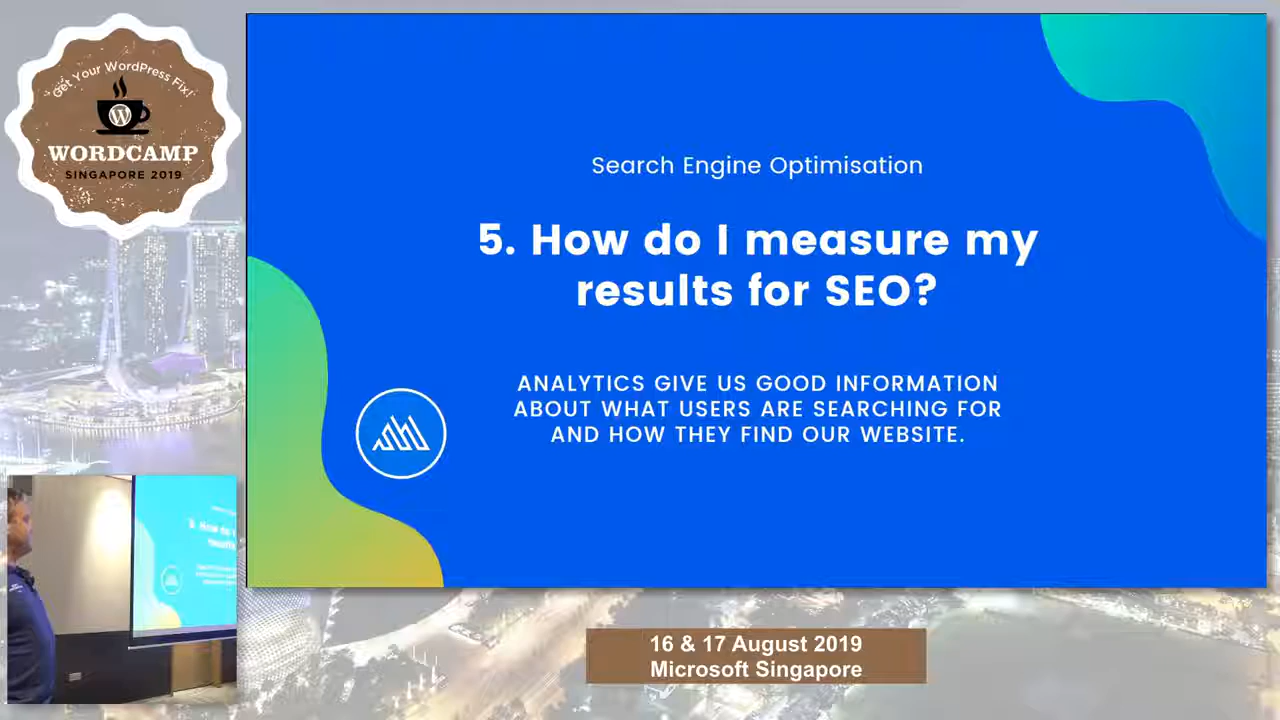 Get Your WordPress Fix!
WORDCAMP
SINGAPORE 2019
Search Engine Optimisation
5. How do I measure my
results for SEO?
ANALYTICS GIVE US GOOD INFORMATION
ABOUT WHAT USERS ARE SEARCHING FOR
AND HOW THEY FIND OUR WEBSITE.
16 & 17 August 2019
Microsoft Singapore